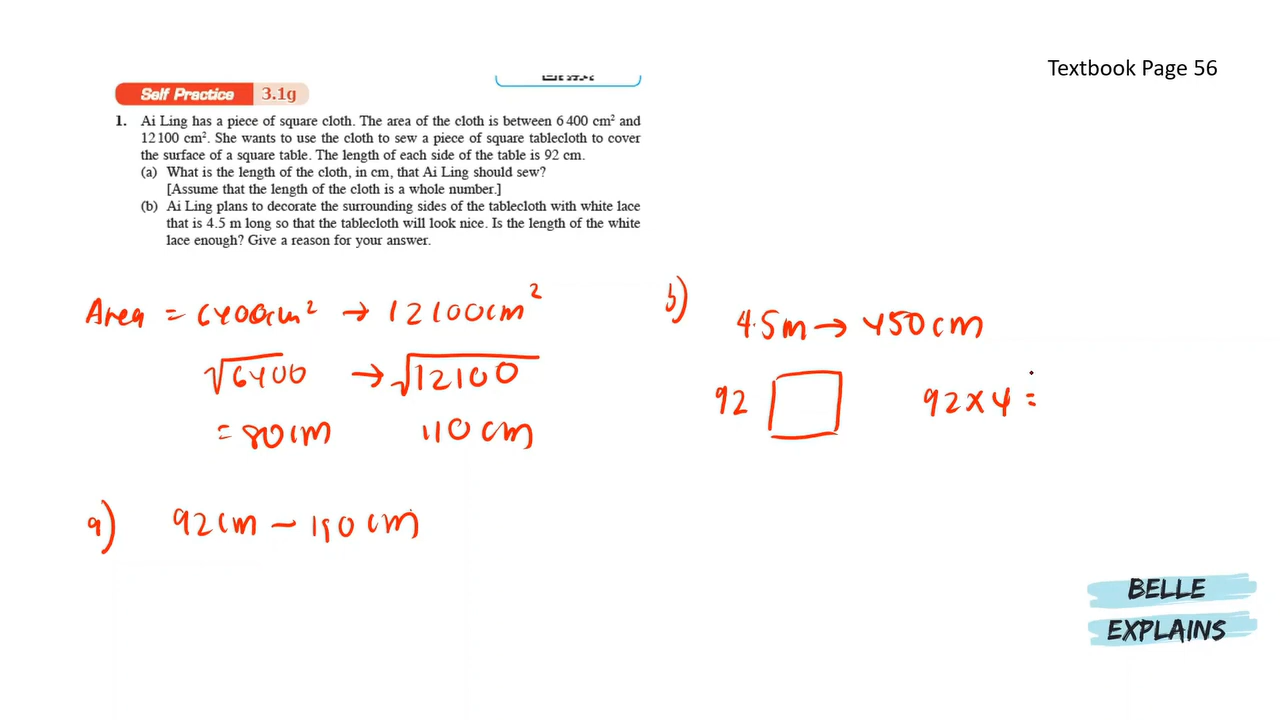 Textbook Page 56
Self Practice 3.1g
1. Ai Ling has a piece of square cloth. The area of the cloth is between 6 400 cm² and
12 100 cm². She wants to use the cloth to sew a piece of square tablecloth to cover
the surface of a square table. The length of each side of the table is 92 cm.
(a) What is the length of the cloth, in cm, that Ai Ling should sew?
[Assume that the length of the cloth is a whole number.]
(b) Ai Ling plans to decorate the surrounding sides of the tablecloth with white lace
that is 4.5 m long so that the tablecloth will look nice. Is the length of the white
lace enough? Give a reason for your answer.
Area = 6400cm² → 12100cm²
√6400 → √12100
= 80cm 110cm
a) 92cm – 110cm
b)
4.5m → 450cm
92 92 × 4 =
BELLE
EXPLAINS